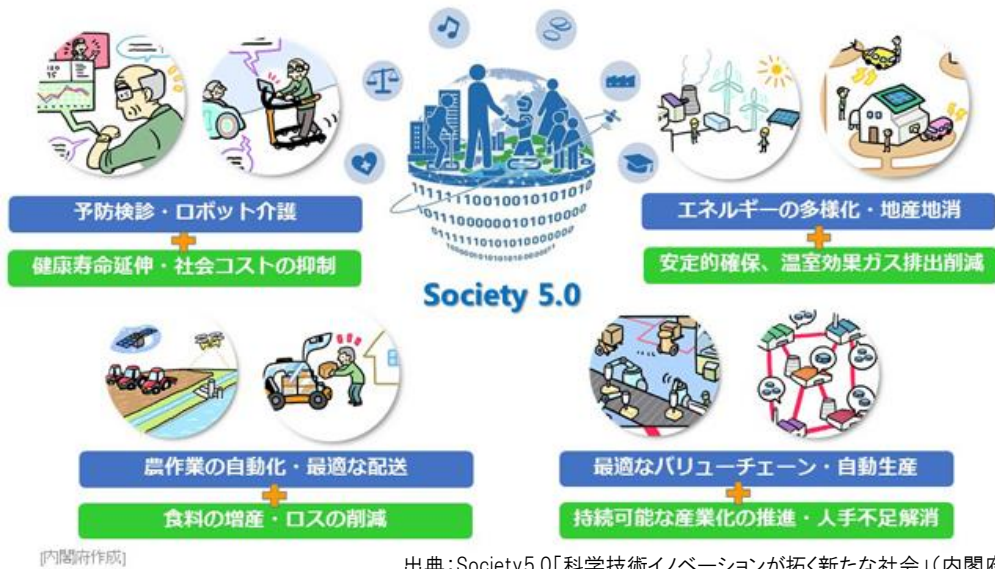 予防検診・ロボット介護
健康寿命延伸・社会コストの抑制
エネルギーの多様化・地産地消
安定的確保、温室効果ガス排出削減
Society 5.0
農作業の自動化・最適な配送
食料の増産・ロスの削減
最適なバリューチェーン・自動生産
持続可能な産業化の推進・人手不足解消
[内閣府作成]
出典：Society5.0「科学技術イノベーションが拓く新たな社会」（内閣府